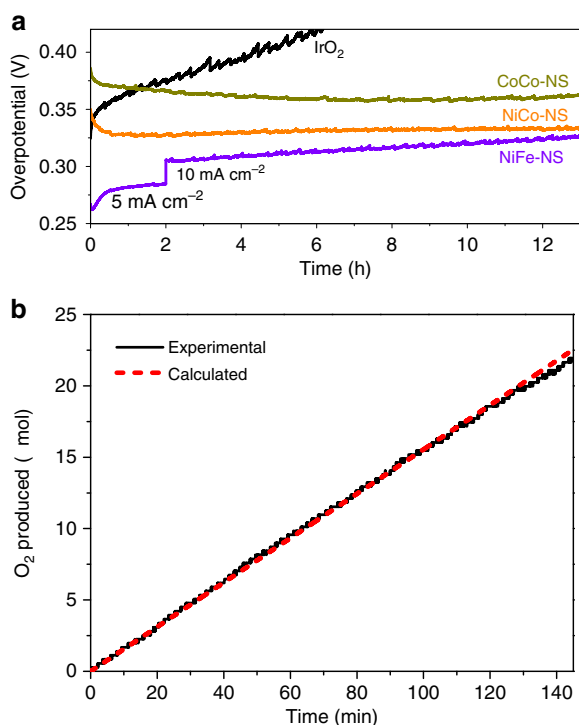 a
0.40
0.35
0.30
0.25
Overpotential (V)
IrO₂
CoCo-NS
NiCo-NS
NiFe-NS
5 mA cm⁻²
10 mA cm⁻²
0 2 4 6 8 10 12
Time (h)
b
25
20
15
10
5
0
O₂ produced ( mol)
Experimental
Calculated
0 20 40 60 80 100 120 140
Time (min)